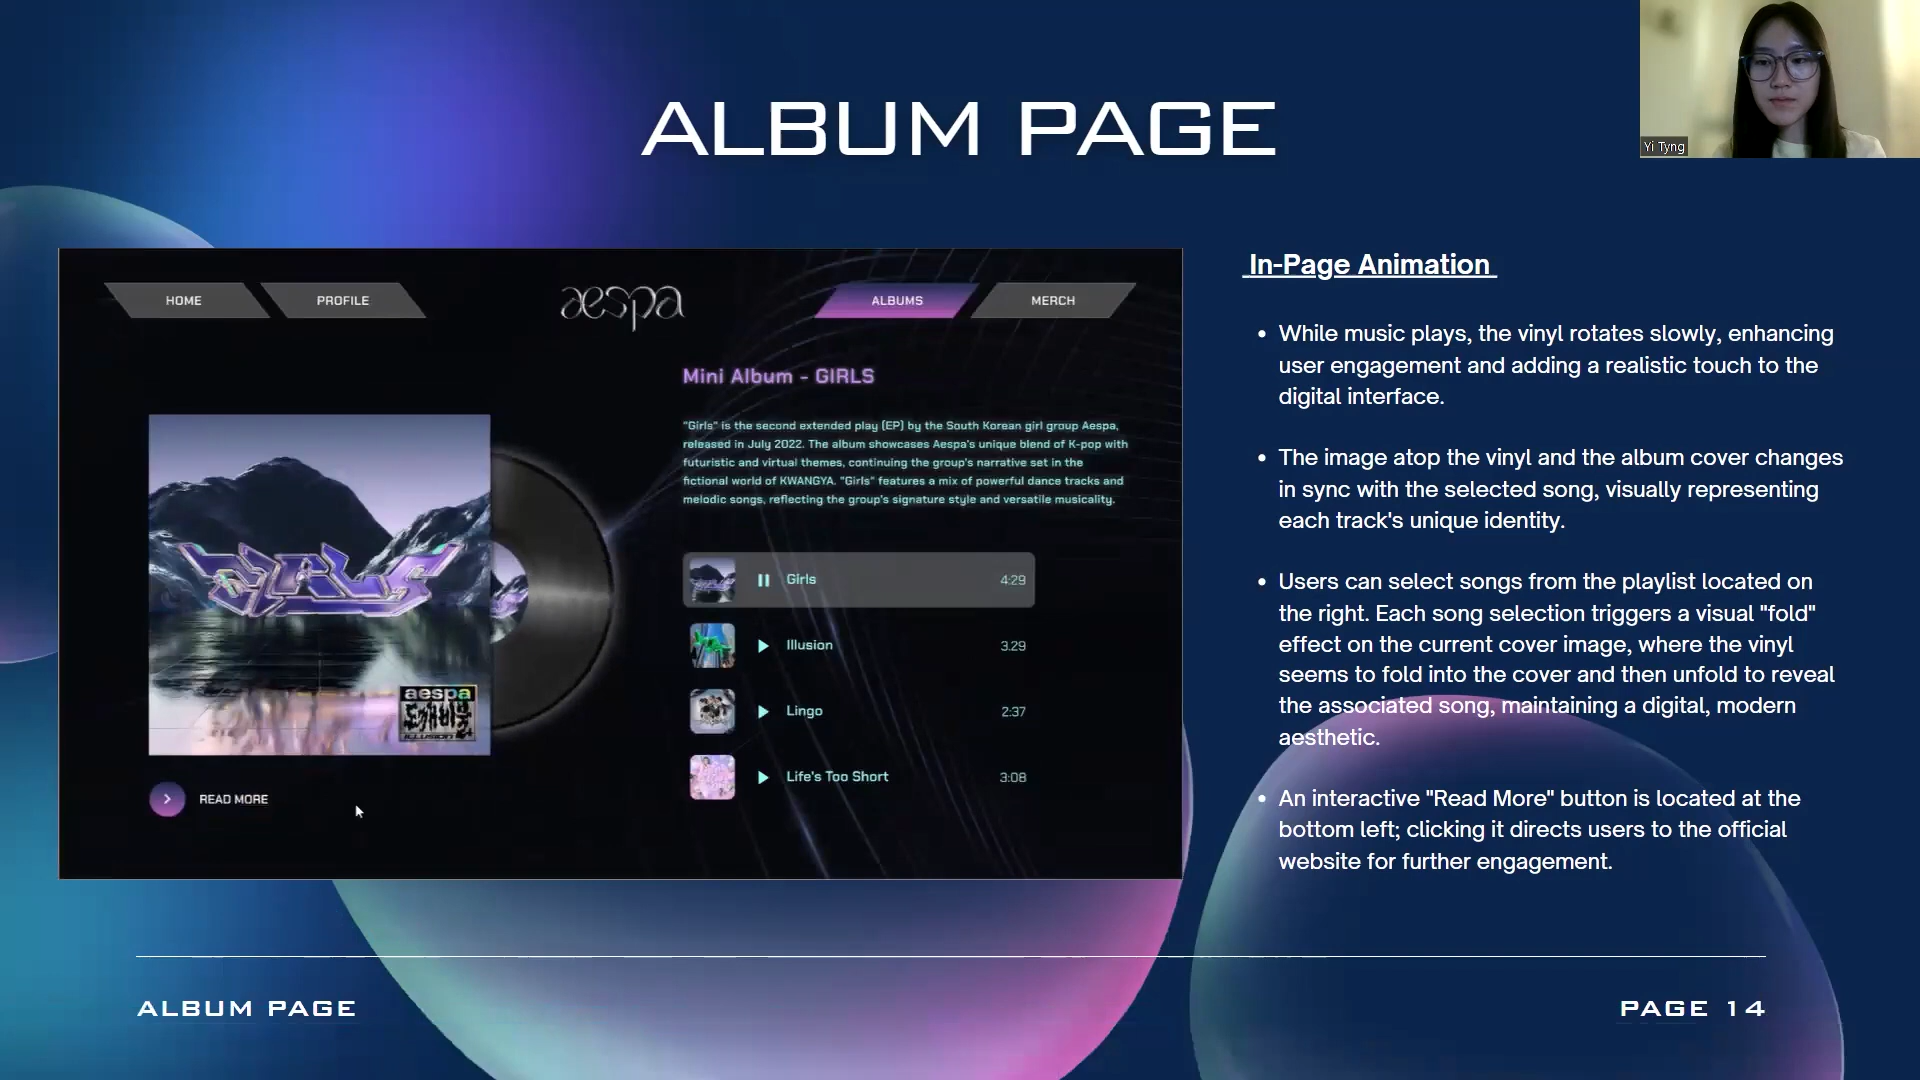 ALBUM PAGE
Yi Tyng
HOME
PROFILE
aespa
ALBUMS
MERCH
Mini Album - GIRLS
"Girls" is the second extended play (EP) by the South Korean girl group Aespa,
released in July 2022. The album showcases Aespa's unique blend of K-pop with
futuristic and virtual themes, continuing the group's narrative set in the
fictional world of KWANGYA. "Girls" features a mix of powerful dance tracks and
melodic songs, reflecting the group's signature style and versatile musicality.
GIRLS
aespa
ILLUSION
Girls
4:29
Illusion
3.29
Lingo
2:37
Life's Too Short
3:08
READ MORE
In-Page Animation
• While music plays, the vinyl rotates slowly, enhancing
user engagement and adding a realistic touch to the
digital interface.
• The image atop the vinyl and the album cover changes
in sync with the selected song, visually representing
each track's unique identity.
• Users can select songs from the playlist located on
the right. Each song selection triggers a visual "fold"
effect on the current cover image, where the vinyl
seems to fold into the cover and then unfold to reveal
the associated song, maintaining a digital, modern
aesthetic.
• An interactive "Read More" button is located at the
bottom left; clicking it directs users to the official
website for further engagement.
ALBUM PAGE
PAGE 14